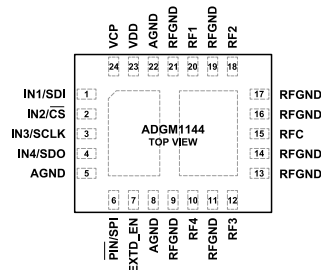 VCP
VDD
AGND
RFGND
RF1
RFGND
RF2
24 23 22 21 20 19 18
IN1/SDI 1
IN2/CS 2
IN3/SCLK 3
IN4/SDO 4
AGND 5
ADGM1144
TOP VIEW
17 RFGND
16 RFGND
15 RFC
14 RFGND
13 RFGND
6 7 8 9 10 11 12
PIN/SPI
EXTD_EN
AGND
RFGND
RF4
RFGND
RF3